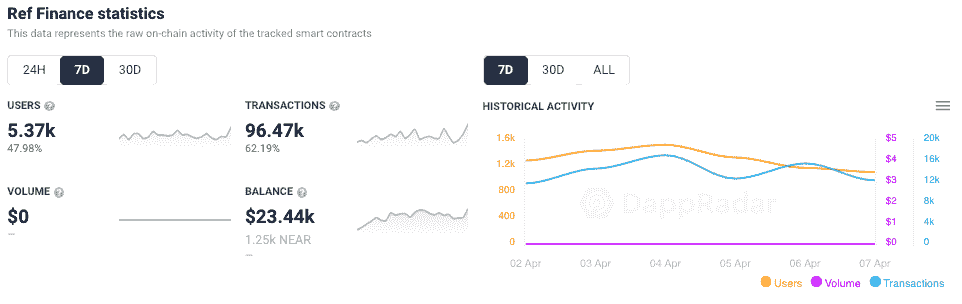 Ref Finance statistics
This data represents the raw on-chain activity of the tracked smart contracts
24H 7D 30D
7D 30D ALL
USERS ?
5.37k
47.98%
TRANSACTIONS ?
96.47k
62.19%
VOLUME ?
$0
—
BALANCE ?
$23.44k
1.25k NEAR
—
HISTORICAL ACTIVITY
1.6k $5 20k
1.2k $4 16k
800 $3 12k
$2 8k
400 $1 4k
0 $0 0
DappRadar
02 Apr 03 Apr 04 Apr 05 Apr 06 Apr 07 Apr
Users Volume Transactions